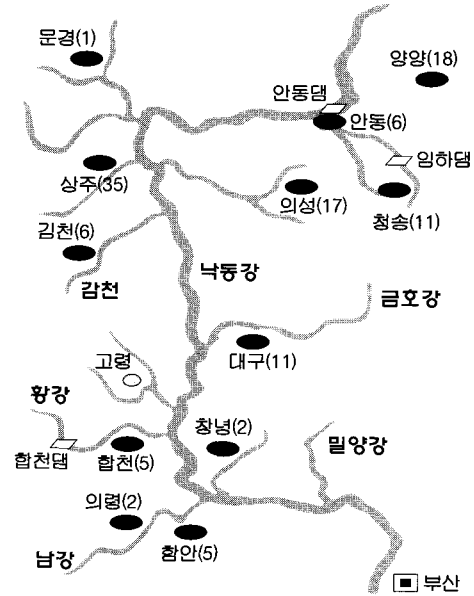 문경(1)
양양(18)
안동댐
안동(6)
임하댐
상주(35)
의성(17)
청송(11)
김천(6)
감천
낙동강
금호강
고령
대구(11)
황강
창녕(2)
밀양강
합천댐
합천(5)
의령(2)
남강
함안(5)
부산